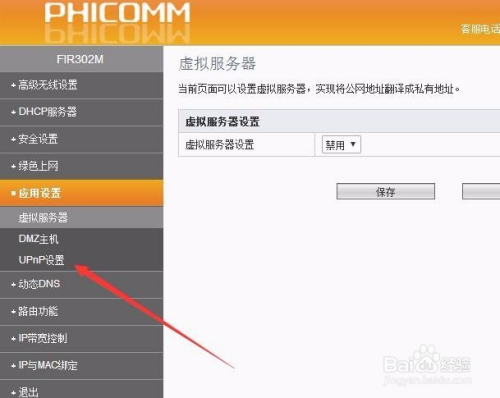 PHICOMM
客服电话
FIR302M
+高级无线设置
+DHCP服务器
+安全设置
+绿色上网
应用设置
虚拟服务器
DMZ主机
UPnP设置
+动态DNS
+路由功能
+IP带宽控制
+IP与MAC绑定
+退出
虚拟服务器
当前页面可以设置虚拟服务器，实现将公网地址翻译成私有地址。
虚拟服务器设置
虚拟服务器设置
禁用
保存
Baidu经验
jingyan.baidu.com